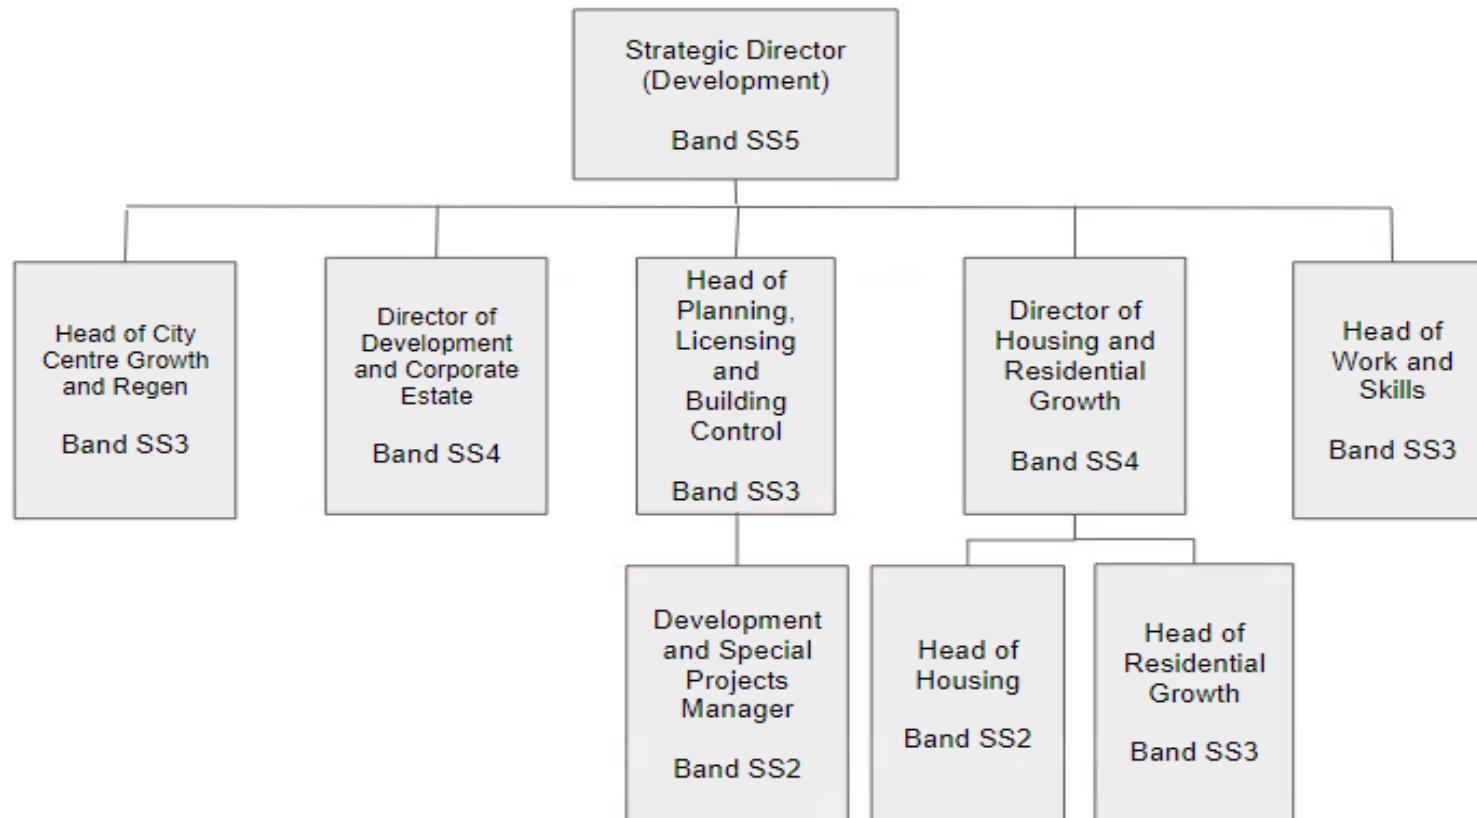 Strategic Director
(Development)
Band SS5
Head of City
Centre Growth
and Regen
Band SS3
Director of
Development
and Corporate
Estate
Band SS4
Head of
Planning,
Licensing
and
Building
Control
Band SS3
Director of
Housing and
Residential
Growth
Band SS4
Head of
Work and
Skills
Band SS3
Development
and Special
Projects
Manager
Band SS2
Head of
Housing
Band SS2
Head of
Residential
Growth
Band SS3